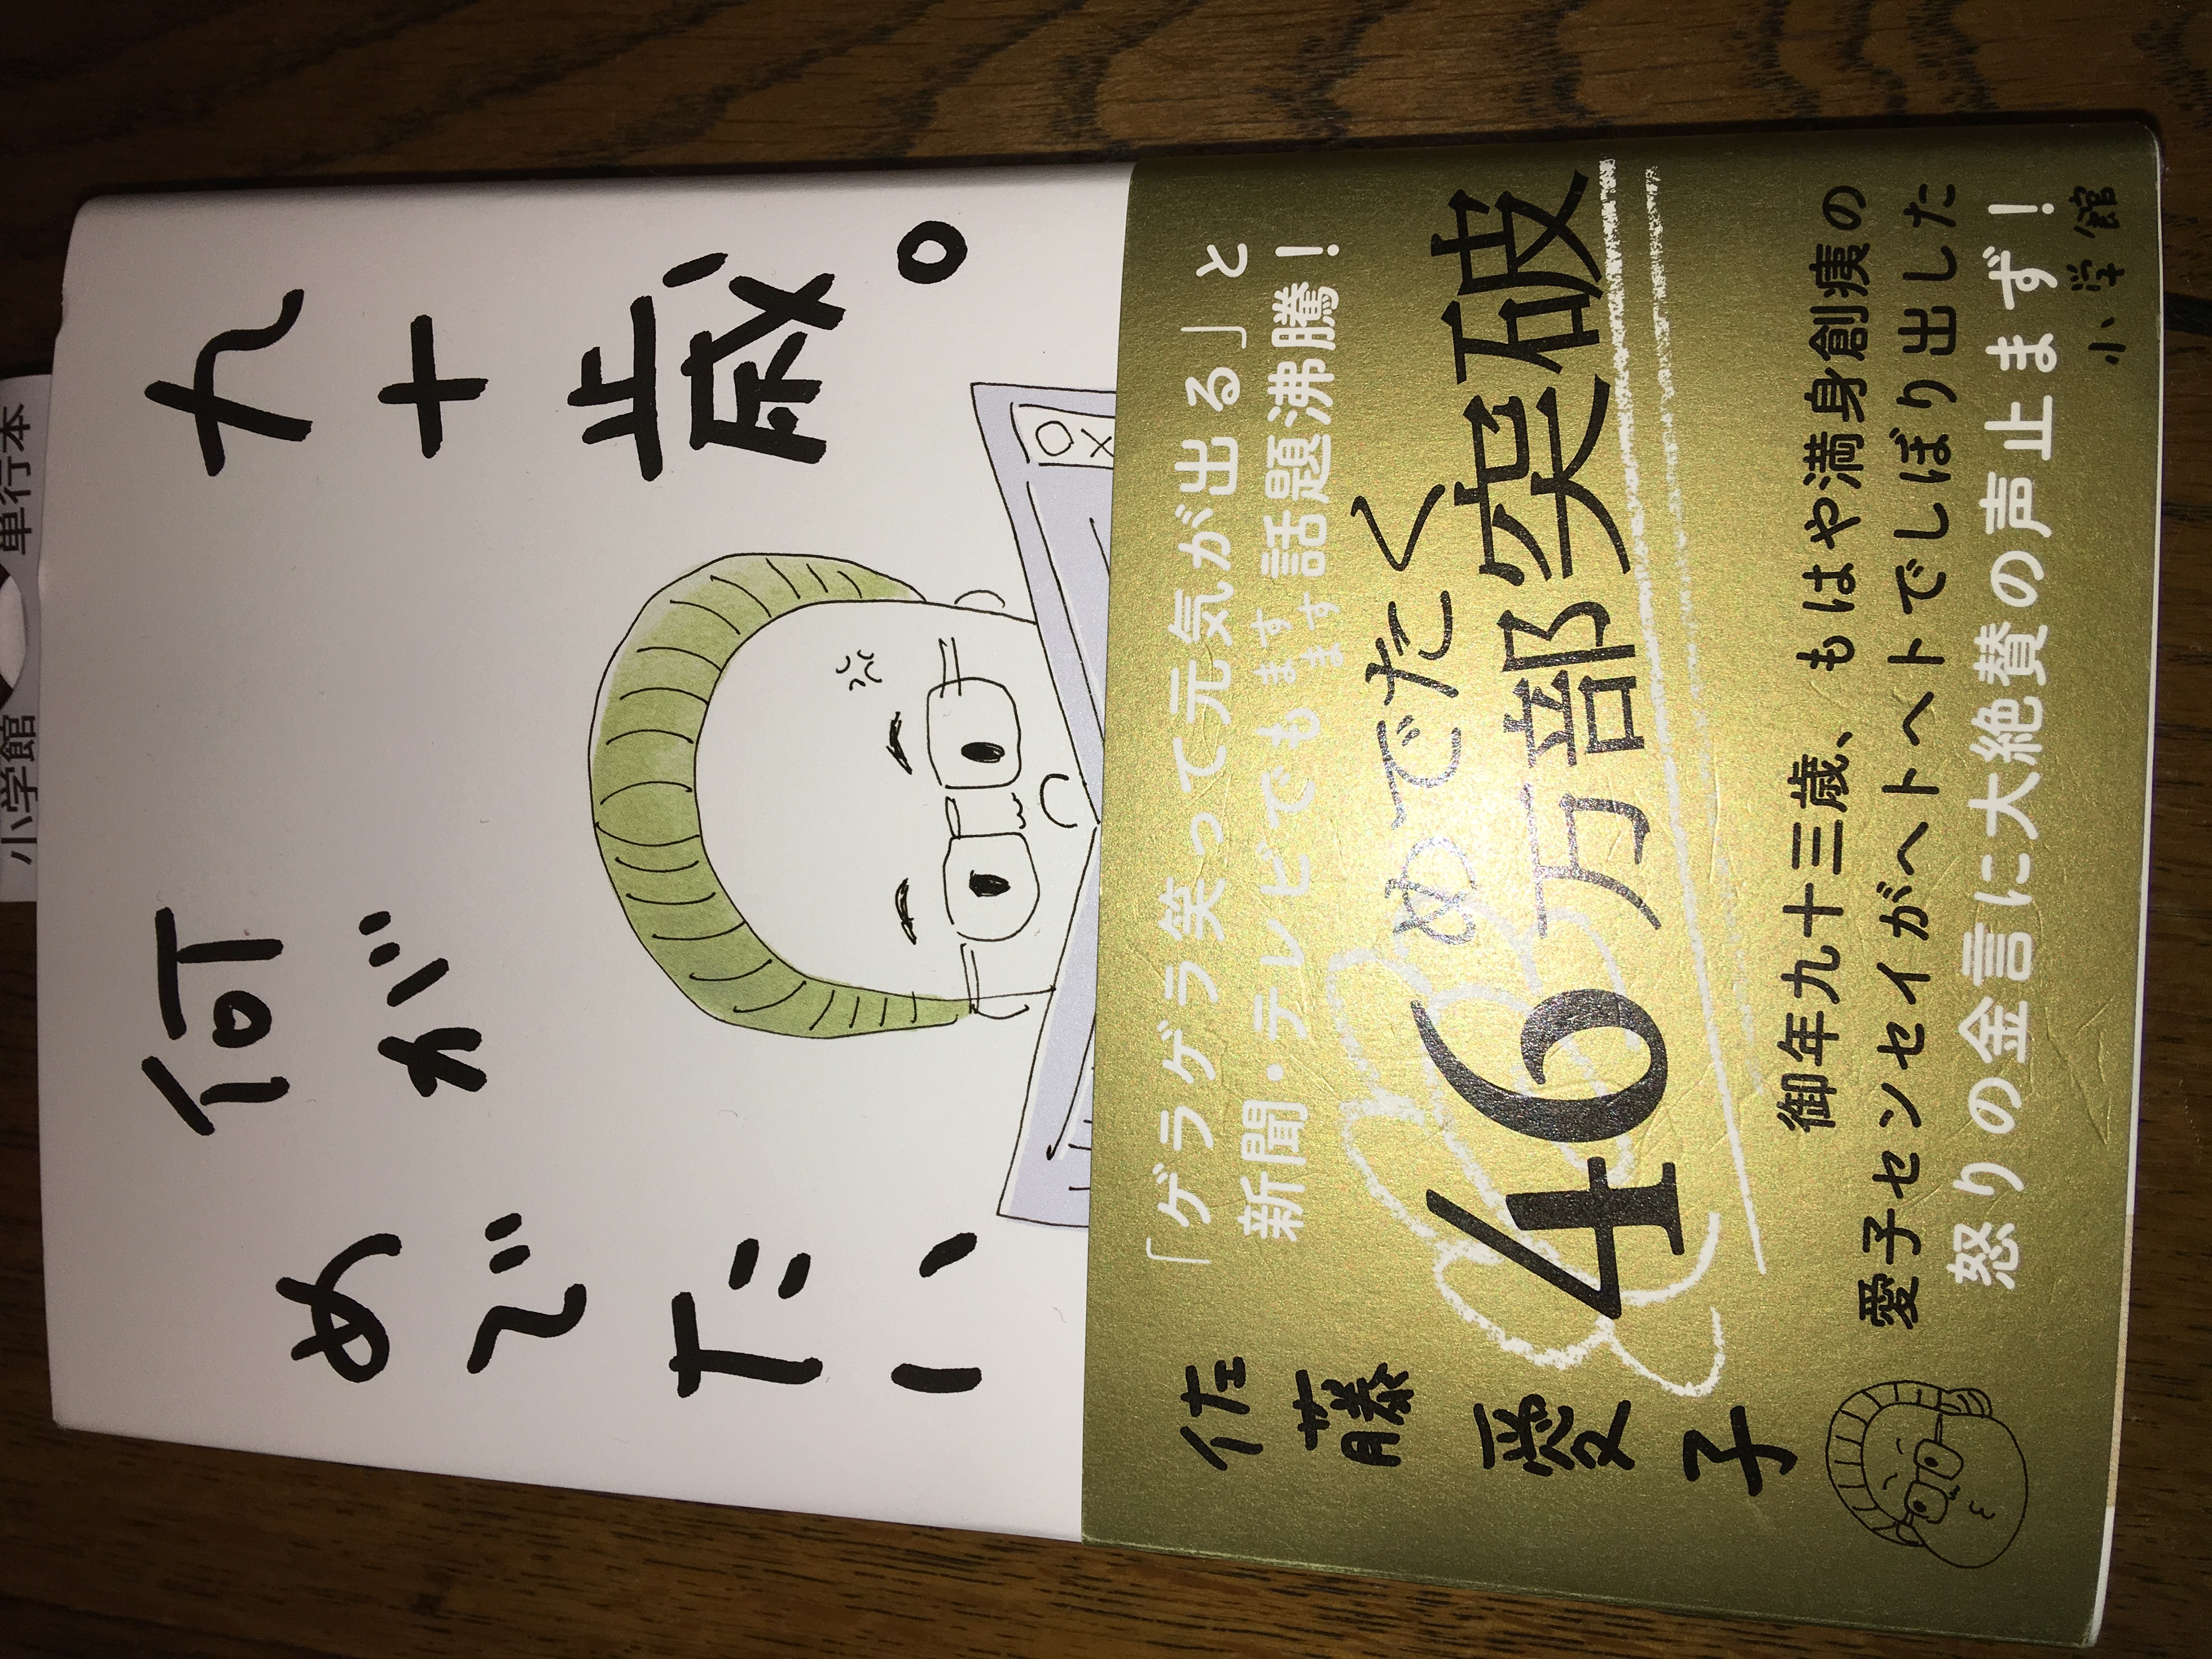 九十歳。
何が
めでたい
「ゲラゲラ笑って元気が出る」と
新聞・テレビでもますます話題沸騰！
めでたく
46万部突破
御年九十三歳、もはや満身創痍の
愛子センセイがヘトヘトでしぼり出した
怒りの金言に大絶賛の声止まず！
佐藤愛子
小学館
小学館
単行本